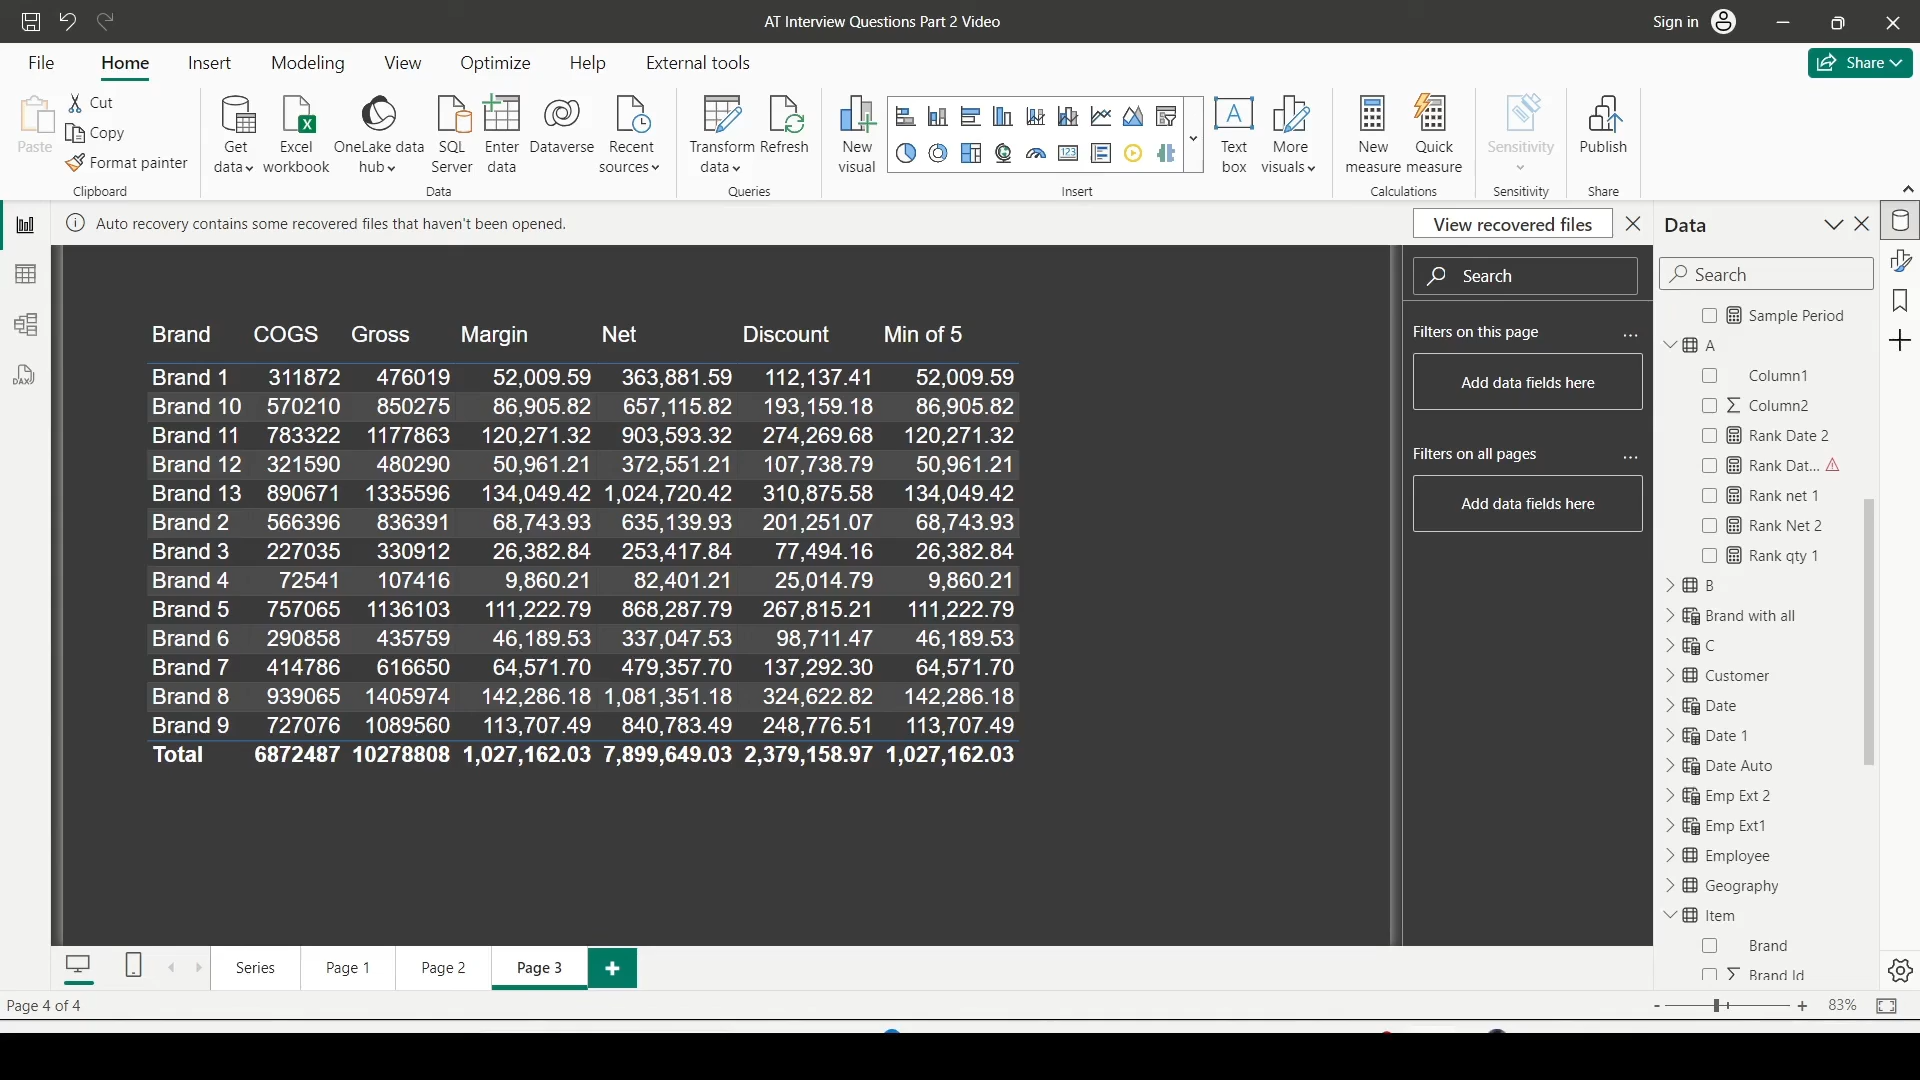 AT Interview Questions Part 2 Video
Sign in
File Home Insert Modeling View Optimize Help External tools
Share
Paste
Cut
Copy
Format painter
Clipboard
Get data
Excel workbook
OneLake data hub
SQL Server
Enter data
Dataverse
Recent sources
Data
Transform data
Refresh
Queries
New visual
Text box
More visuals
Insert
New measure
Quick measure
Calculations
Sensitivity
Sensitivity
Publish
Share
Auto recovery contains some recovered files that haven't been opened.
View recovered files
Brand COGS Gross Margin Net Discount Min of 5
Brand 1 311872 476019 52,009.59 363,881.59 112,137.41 52,009.59
Brand 10 570210 850275 86,905.82 657,115.82 193,159.18 86,905.82
Brand 11 783322 1177863 120,271.32 903,593.32 274,269.68 120,271.32
Brand 12 321590 480290 50,961.21 372,551.21 107,738.79 50,961.21
Brand 13 890671 1335596 134,049.42 1,024,720.42 310,875.58 134,049.42
Brand 2 566396 836391 68,743.93 635,139.93 201,251.07 68,743.93
Brand 3 227035 330912 26,382.84 253,417.84 77,494.16 26,382.84
Brand 4 72541 107416 9,860.21 82,401.21 25,014.79 9,860.21
Brand 5 757065 1136103 111,222.79 868,287.79 267,815.21 111,222.79
Brand 6 290858 435759 46,189.53 337,047.53 98,711.47 46,189.53
Brand 7 414786 616650 64,571.70 479,357.70 137,292.30 64,571.70
Brand 8 939065 1405974 142,286.18 1,081,351.18 324,622.82 142,286.18
Brand 9 727076 1089560 113,707.49 840,783.49 248,776.51 113,707.49
Total 6872487 10278808 1,027,162.03 7,899,649.03 2,379,158.97 1,027,162.03
Search
Filters on this page ...
Add data fields here
Filters on all pages ...
Add data fields here
Data
Search
Sample Period
A
Column1
Column2
Rank Date 2
Rank Dat...
Rank net 1
Rank Net 2
Rank qty 1
B
Brand with all
C
Customer
Date
Date 1
Date Auto
Emp Ext 2
Emp Ext1
Employee
Geography
Item
Brand
Brand Id
DAX
Series Page 1 Page 2 Page 3
Page 4 of 4
83%